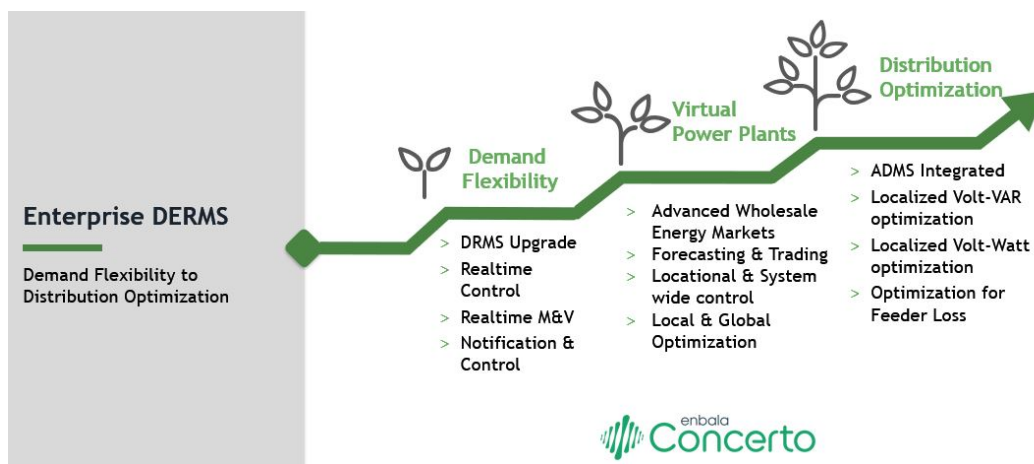 Enterprise DERMS
Demand Flexibility to
Distribution Optimization
Demand
Flexibility
> DRMS Upgrade
> Realtime
Control
> Realtime M&V
> Notification &
Control
Virtual
Power Plants
> Advanced Wholesale
Energy Markets
> Forecasting & Trading
> Locational & System
wide control
> Local & Global
Optimization
Distribution
Optimization
> ADMS Integrated
> Localized Volt-VAR
optimization
> Localized Volt-Watt
optimization
> Optimization for
Feeder Loss
enbala
Concerto